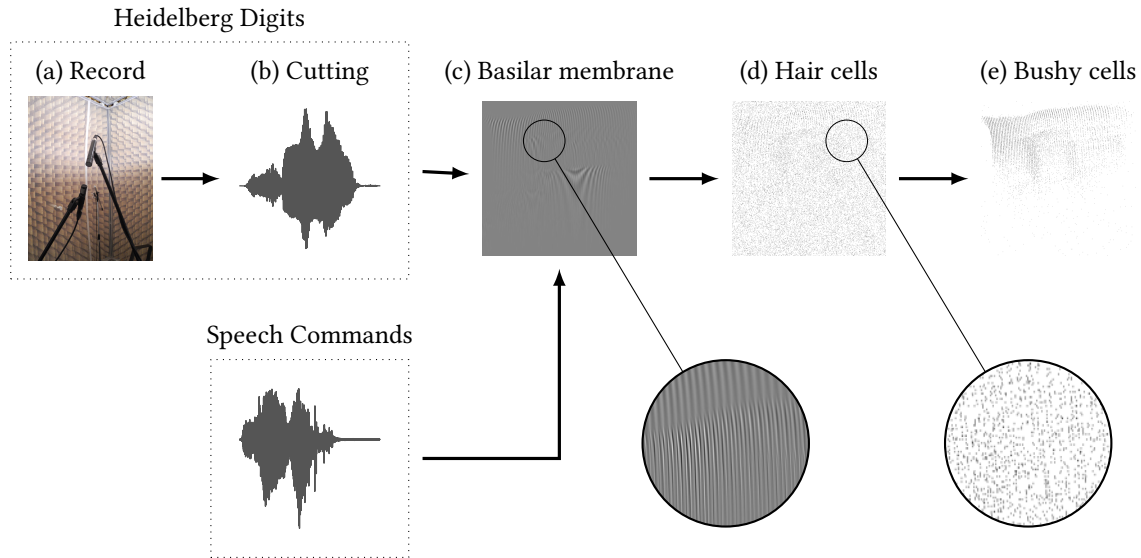 Heidelberg Digits
(a) Record
(b) Cutting
(c) Basilar membrane
(d) Hair cells
(e) Bushy cells
Speech Commands